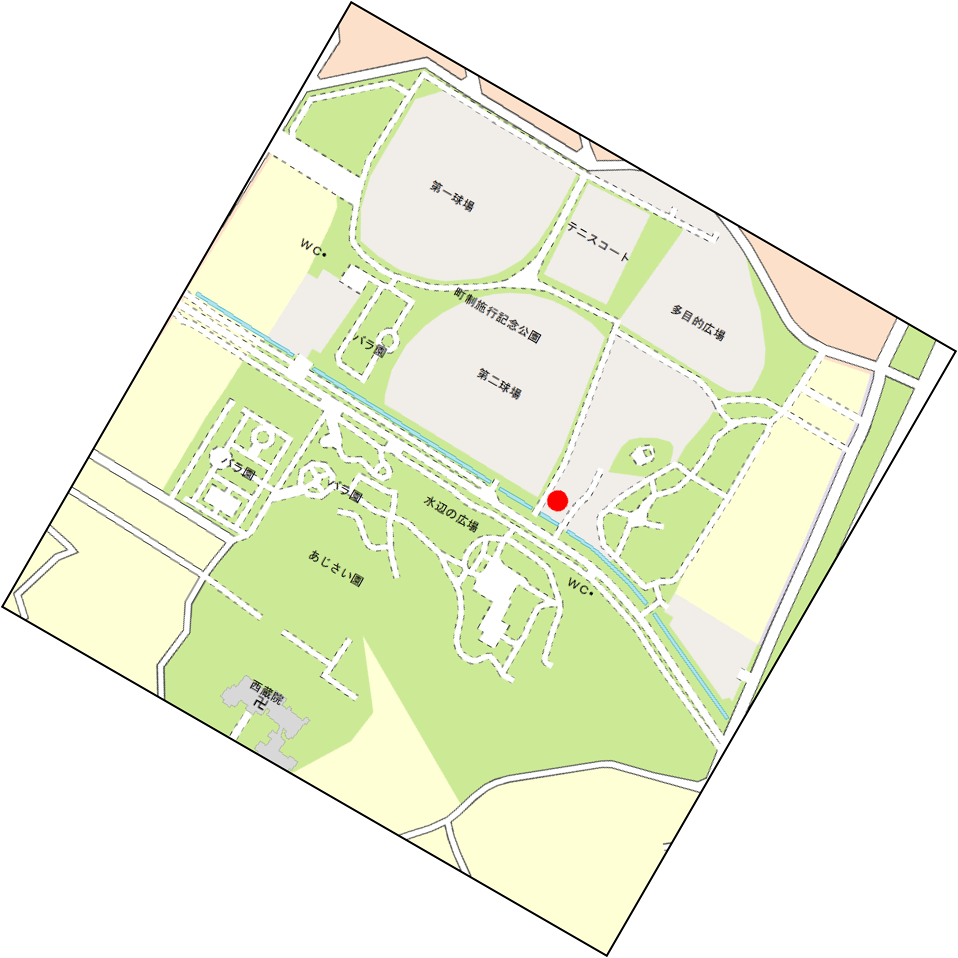 第一球場
テニスコート
WC
町制施行記念公園
多目的広場
バラ園
第二球場
バラ園
バラ園
水辺の広場
あじさい園
WC
西蔵院
卍